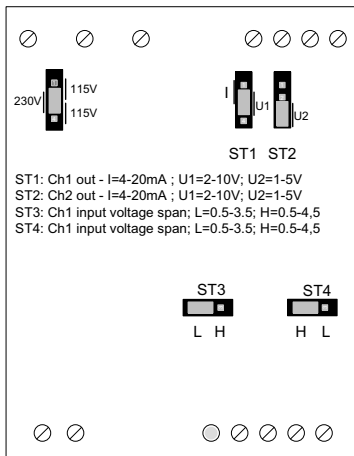 115V
230V
115V
I
U1
U2
ST1 ST2
ST1: Ch1 out - I=4-20mA ; U1=2-10V; U2=1-5V
ST2: Ch2 out - I=4-20mA ; U1=2-10V; U2=1-5V
ST3: Ch1 input voltage span; L=0.5-3.5; H=0.5-4,5
ST4: Ch1 input voltage span; L=0.5-3.5; H=0.5-4,5
ST3 ST4
L H H L